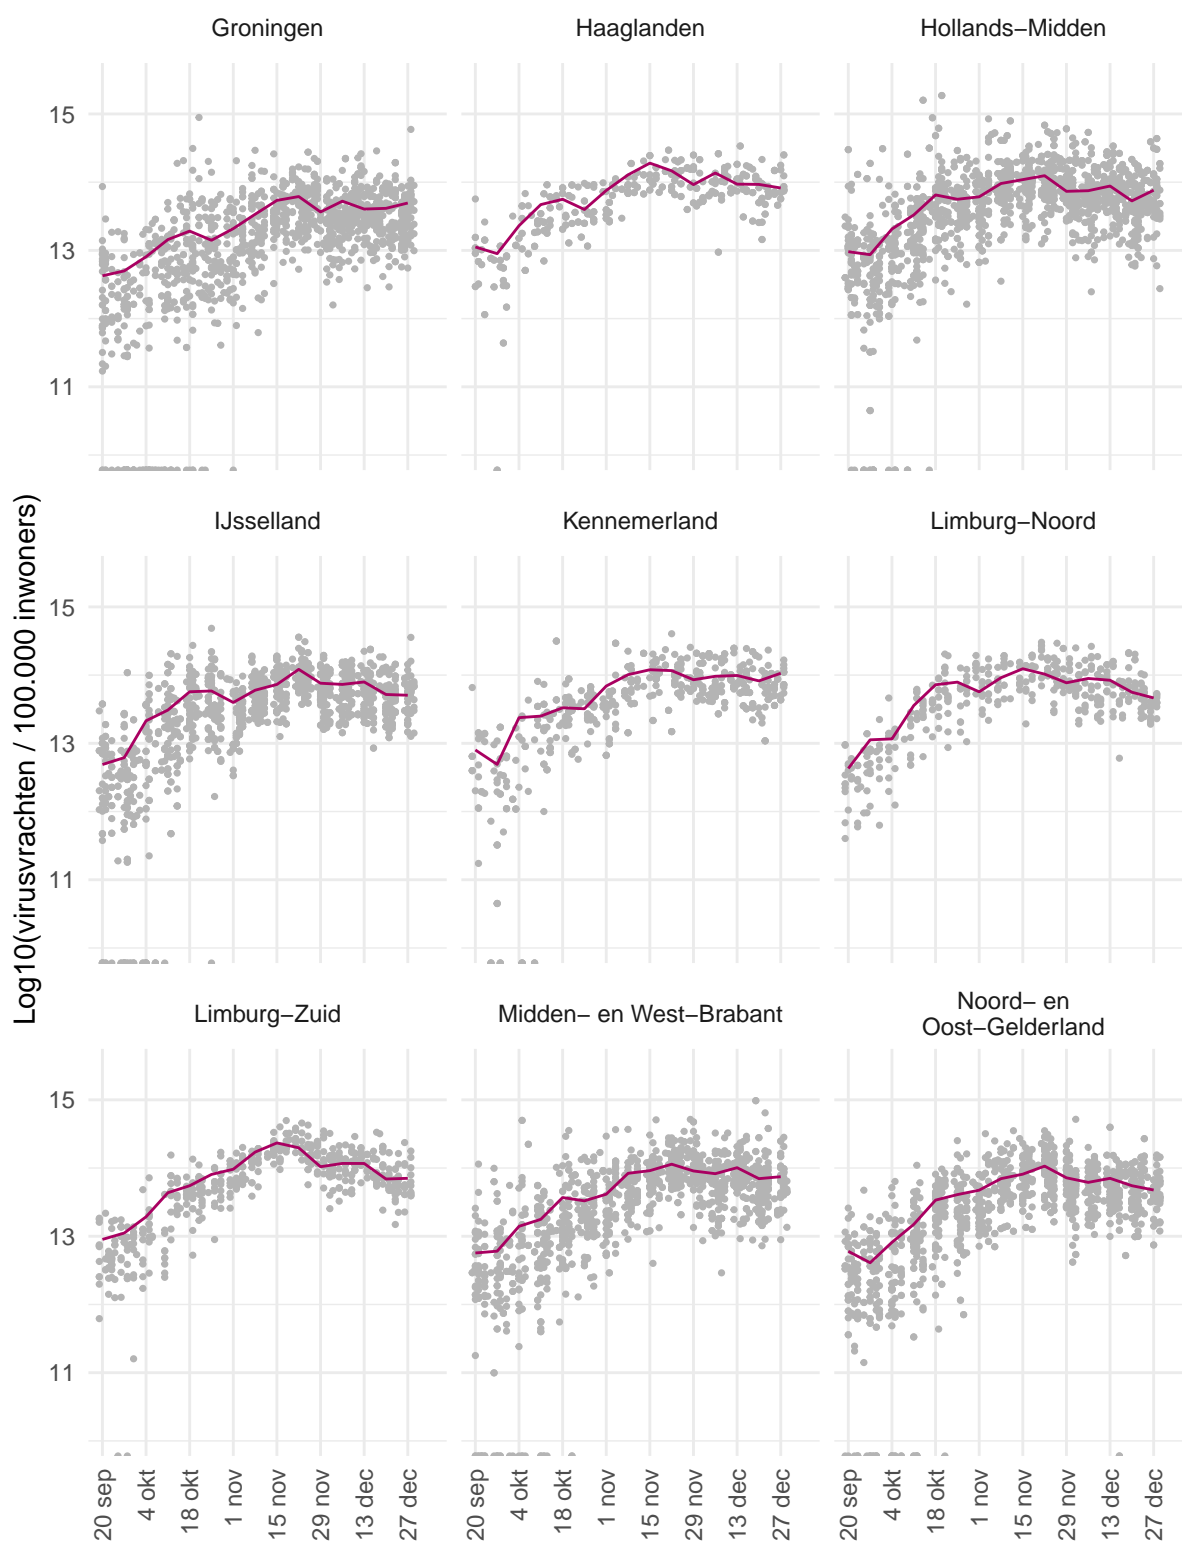 Groningen
Haaglanden
Hollands−Midden
15
13
11
IJsselland
Kennemerland
Limburg−Noord
15
13
11
Log10(virusvrachten / 100.000 inwoners)
Limburg−Zuid
Midden− en West−Brabant
Noord− en
Oost−Gelderland
15
13
11
20 sep
4 okt
18 okt
1 nov
15 nov
29 nov
13 dec
27 dec
20 sep
4 okt
18 okt
1 nov
15 nov
29 nov
13 dec
27 dec
20 sep
4 okt
18 okt
1 nov
15 nov
29 nov
13 dec
27 dec